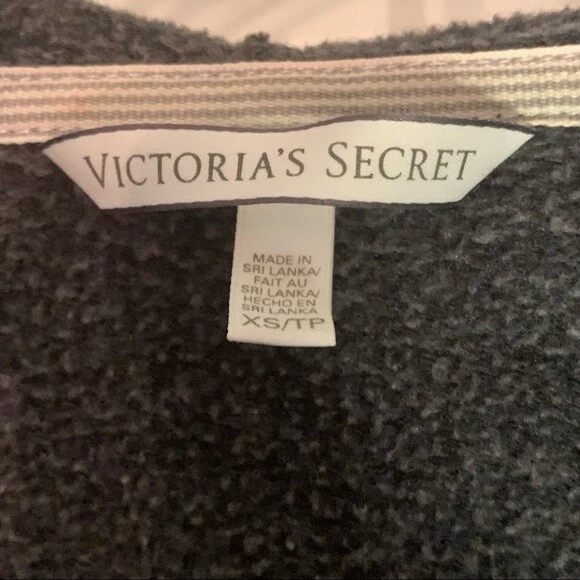 VICTORIA'S SECRET
MADE IN
SRI LANKA/
FAIT AU
SRI LANKA/
HECHO EN
SRI LANKA
XS/TP